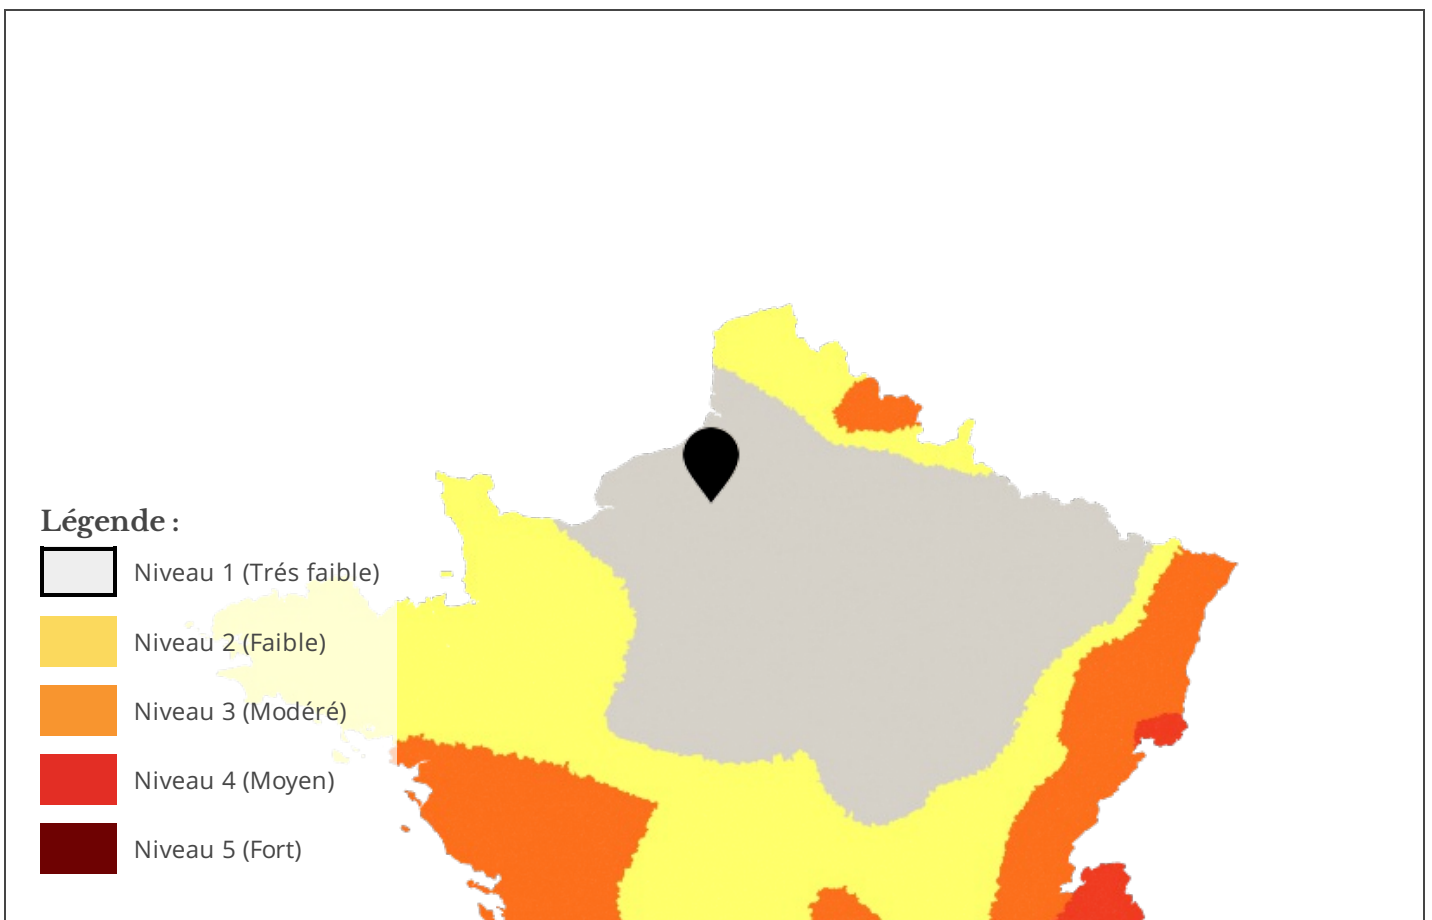 Légende :
Niveau 1 (Trés faible)
Niveau 2 (Faible)
Niveau 3 (Modéré)
Niveau 4 (Moyen)
Niveau 5 (Fort)